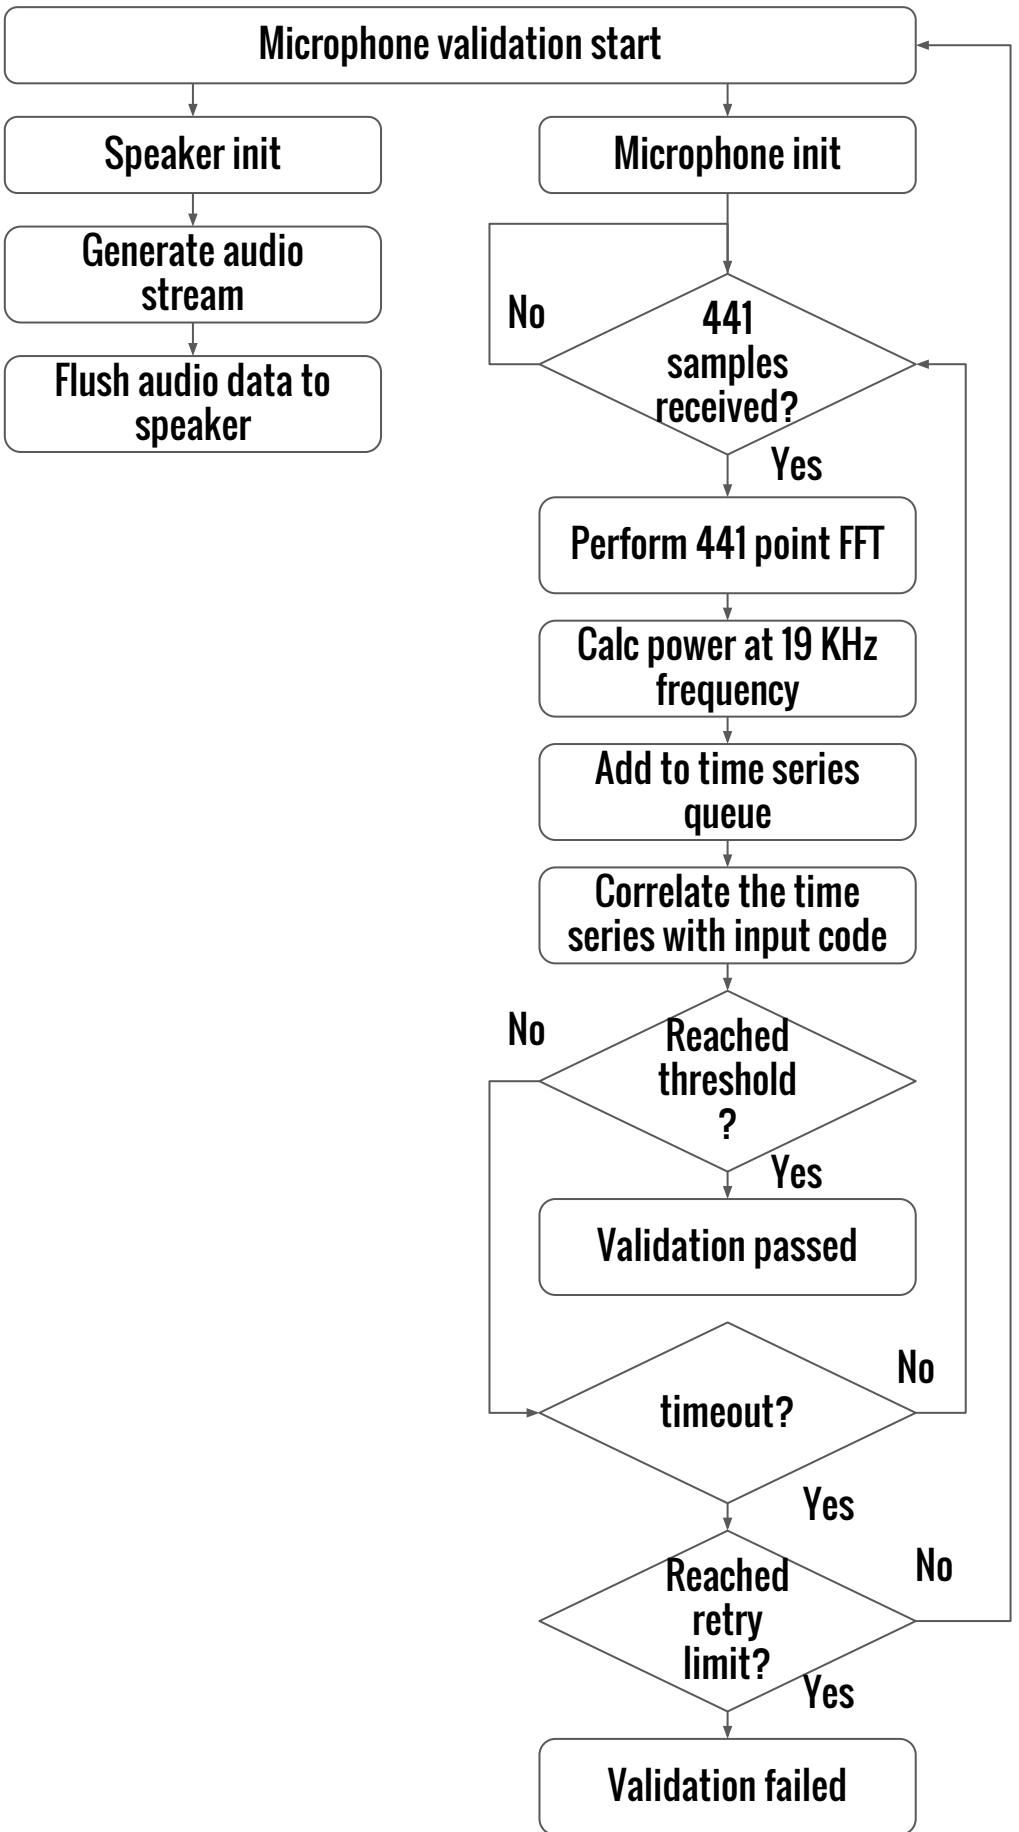 Microphone validation start
Speaker init
Generate audio
stream
Flush audio data to
speaker
Microphone init
No
441
samples
received?
Yes
Perform 441 point FFT
Calc power at 19 KHz
frequency
Add to time series
queue
Correlate the time
series with input code
No
Reached
threshold
?
Yes
Validation passed
No
timeout?
Yes
No
Reached
retry
limit?
Yes
Validation failed